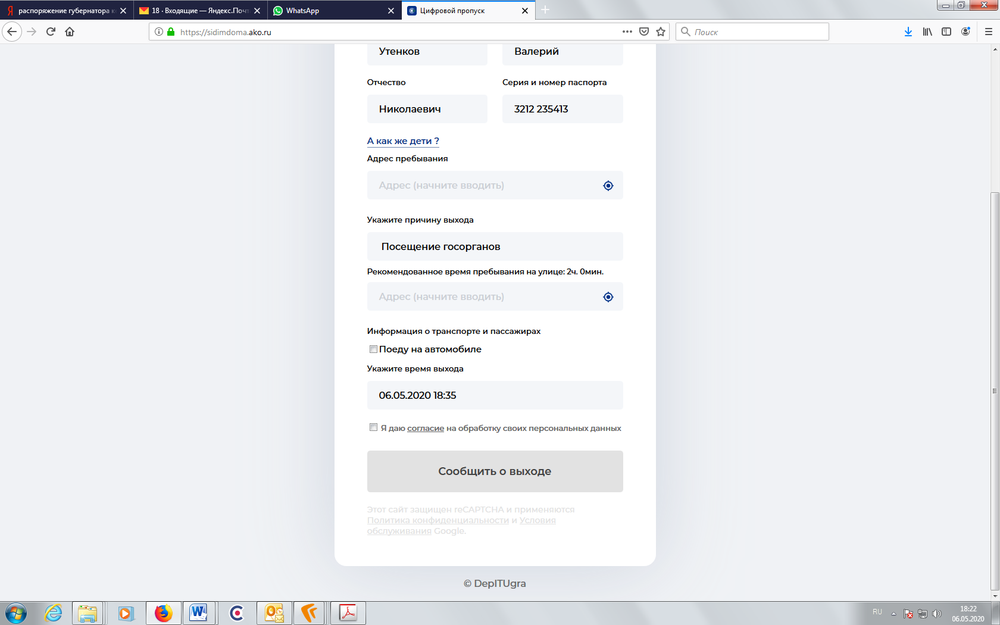 распоряжение губернатора к
18 · Входящие — Яндекс.Почт
WhatsApp
Цифровой пропуск
https://sidimdoma.ako.ru
Поиск
Утенков
Валерий
Отчество
Серия и номер паспорта
Николаевич
3212 235413
А как же дети ?
Адрес пребывания
Адрес (начните вводить)
Укажите причину выхода
Посещение госорганов
Рекомендованное время пребывания на улице: 2ч. 0мин.
Адрес (начните вводить)
Информация о транспорте и пассажирах
Поеду на автомобиле
Укажите время выхода
06.05.2020 18:35
Я даю согласие на обработку своих персональных данных
Сообщить о выходе
Этот сайт защищен reCAPTCHA и применяются
Политика конфиденциальности и Условия
обслуживания Google.
© DepITUgra
RU
18:22
06.05.2020